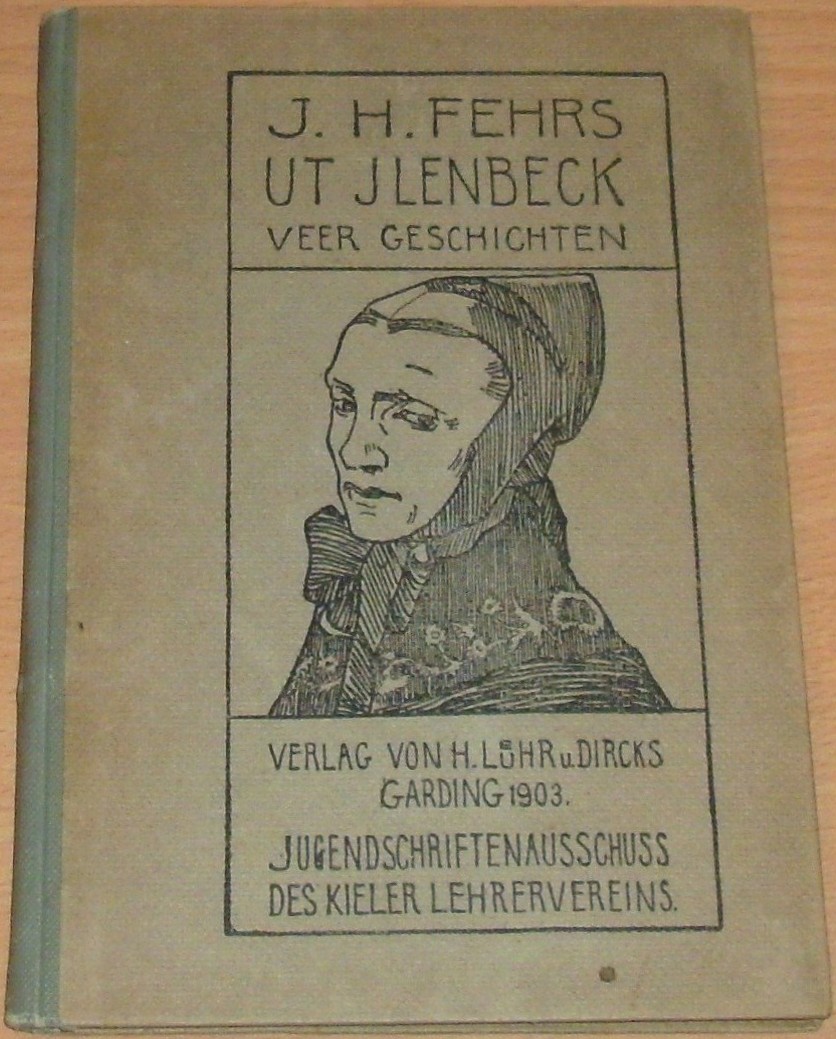 J. H. FEHRS
UT JLENBECK
VEER GESCHICHTEN
VERLAG VON H. LÜHR u. DIRCKS
GARDING 1903.
JUGENDSCHRIFTENAUSSCHUSS
DES KIELER LEHRERVEREINS.